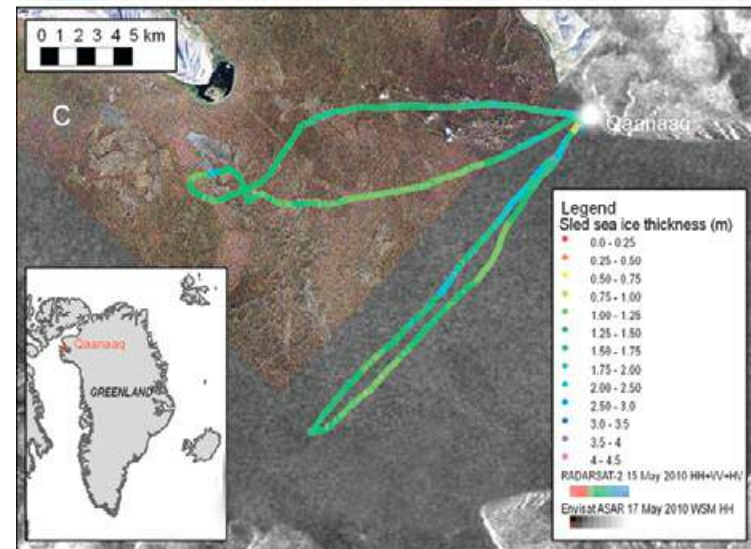 0 1 2 3 4 5 km
C
Qaanaaq
Legend
Sled sea ice thickness (m)
0.0 - 0.25
0.25 - 0.50
0.50 - 0.75
0.75 - 1.00
1.00 - 1.25
1.25 - 1.50
1.50 - 1.75
1.75 - 2.00
2.00 - 2.50
2.50 - 3.0
3.0 - 3.5
3.5 - 4
4 - 4.5
RADARSAT-2 15 May 2010 HH+VV+HV
Envisat ASAR 17 May 2010 WSM HH
Qaanaaq
GREENLAND